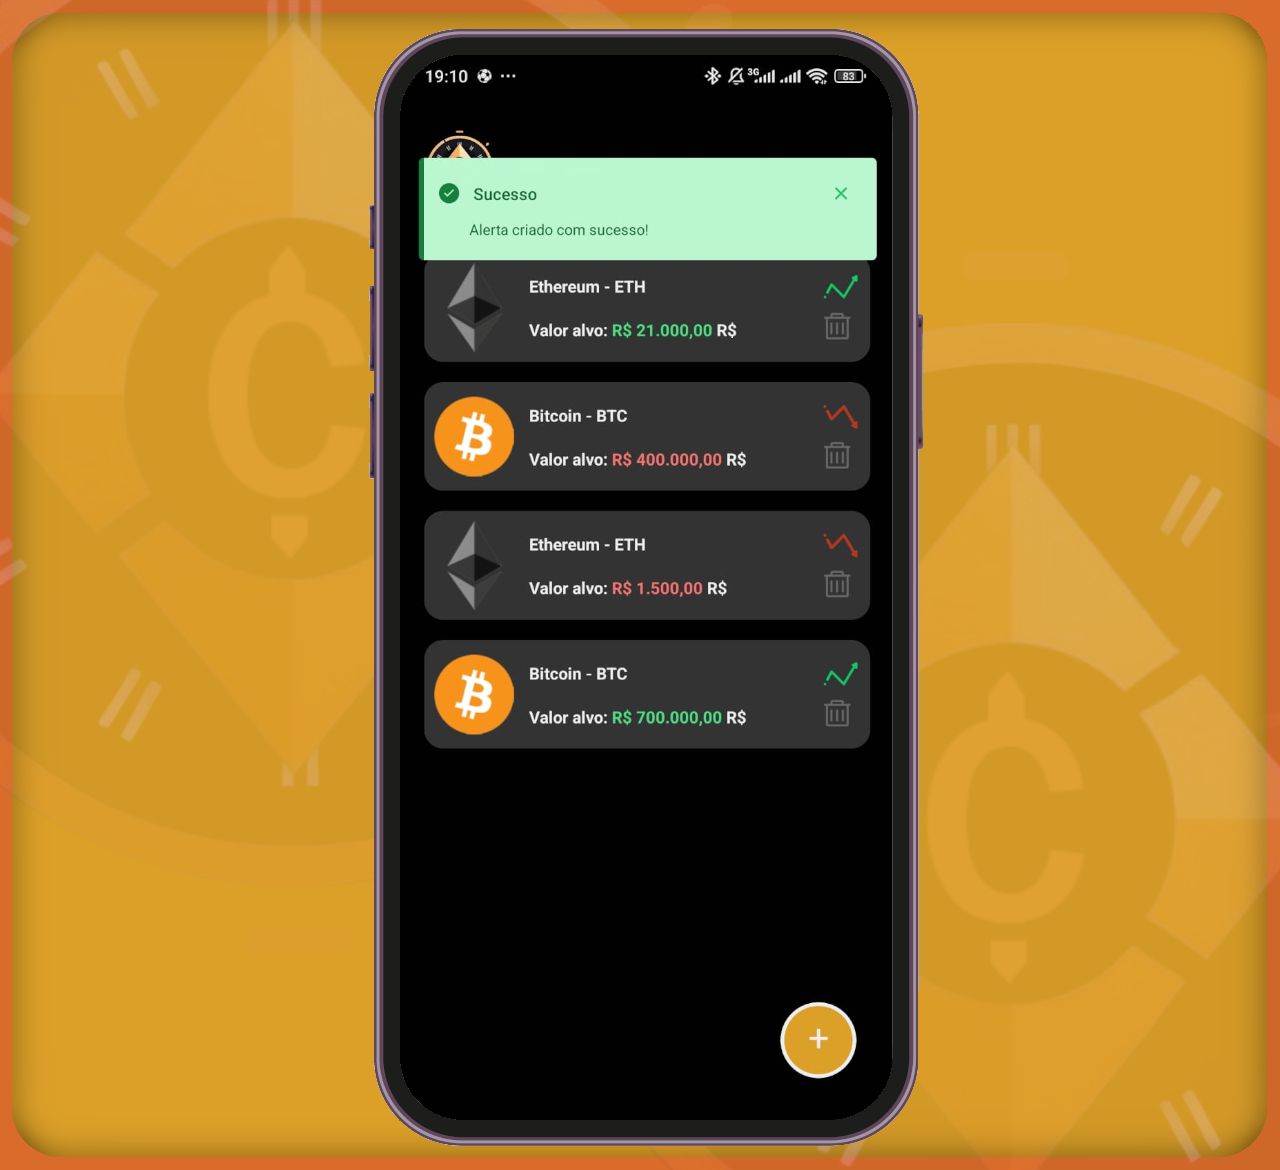 19:10
3G
83
Sucesso
Alerta criado com sucesso!
Ethereum - ETH
Valor alvo: R$ 21.000,00 R$
Bitcoin - BTC
Valor alvo: R$ 400.000,00 R$
Ethereum - ETH
Valor alvo: R$ 1.500,00 R$
Bitcoin - BTC
Valor alvo: R$ 700.000,00 R$
+